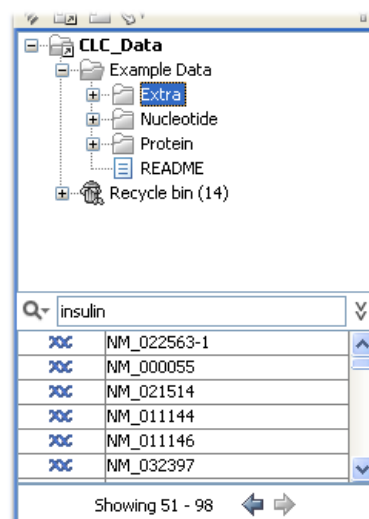 CLC_Data
Example Data
Extra
Nucleotide
Protein
README
Recycle bin (14)
insulin
NM_022563-1
NM_000055
NM_021514
NM_011144
NM_011146
NM_032397
Showing 51 - 98